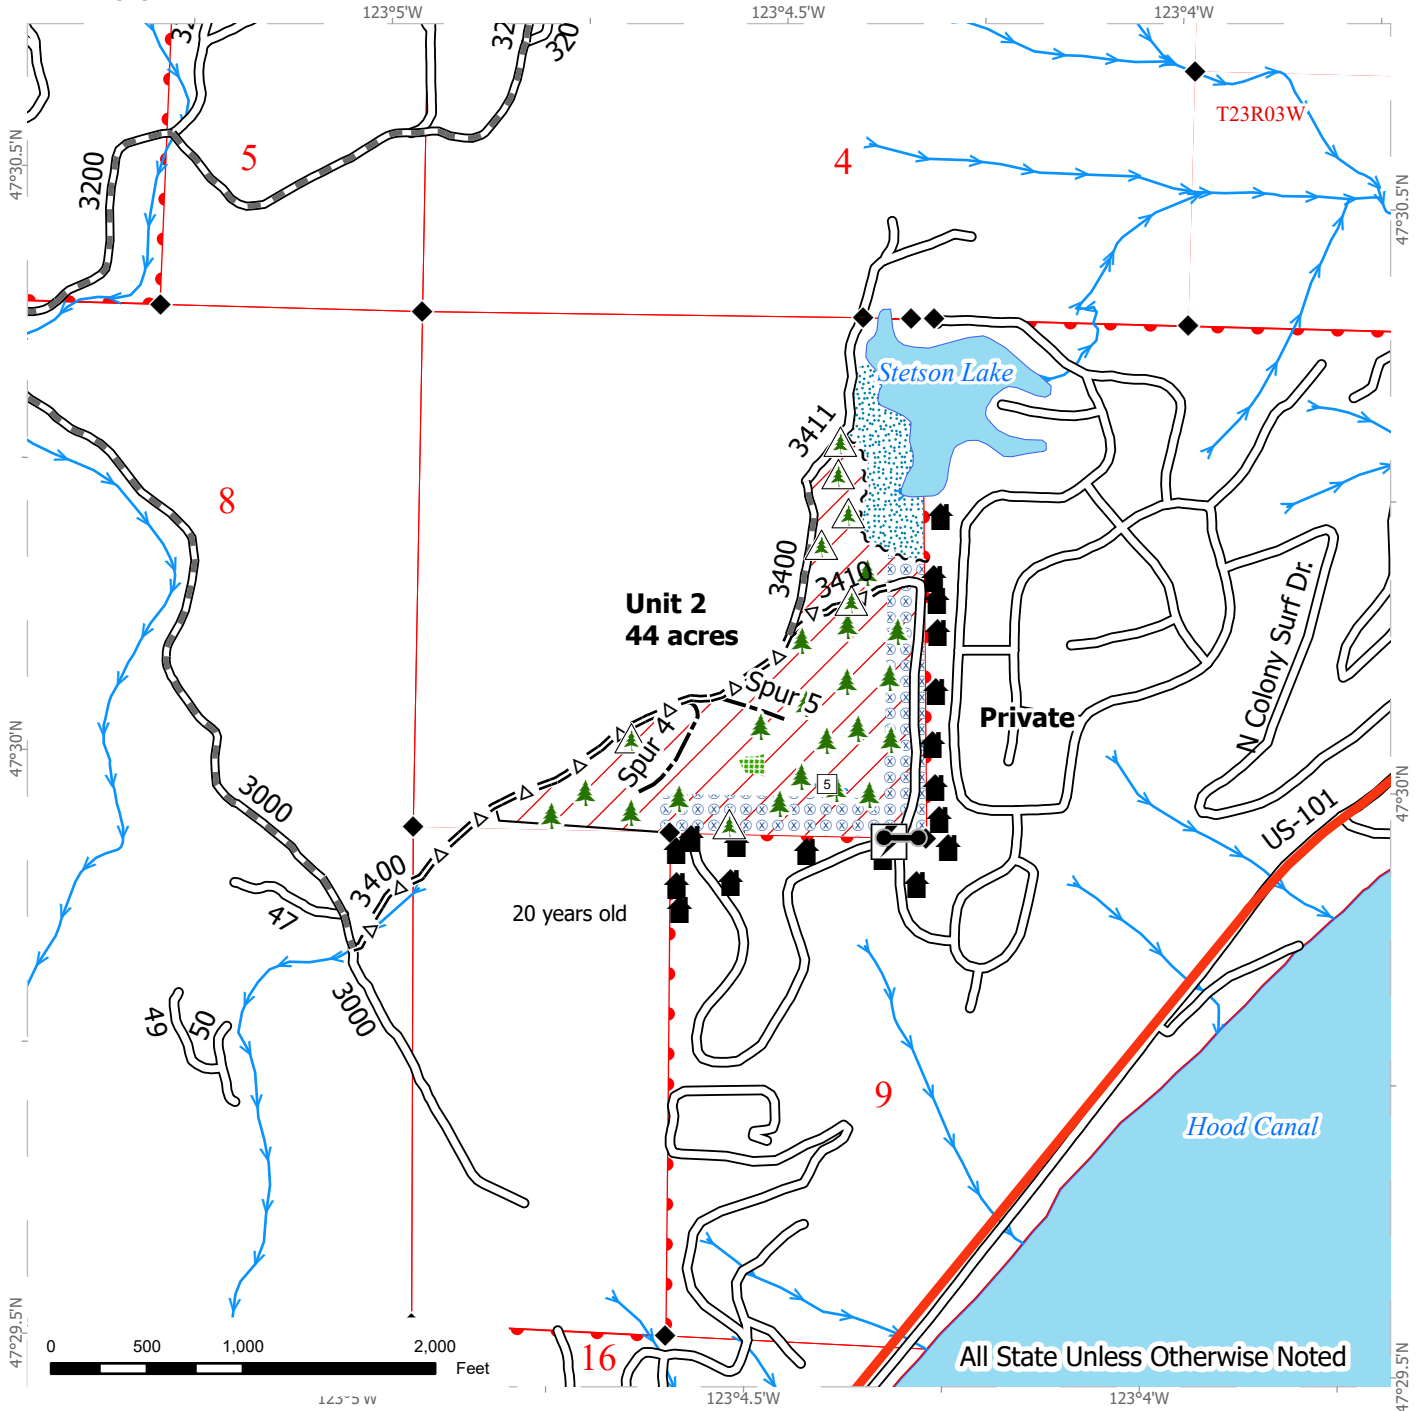 123°5'W
123°4.5'W
123°4'W
32
320
T23R03W
5
4
47°30.5'N
47°30.5'N
3200
Stetson Lake
3411
8
3400
3410
Unit 2
44 acres
N Colony Surf Dr.
Spur 5
Private
Spur 4
47°30'N
47°30'N
5
3000
US-101
3400
47
20 years old
3000
49
50
9
Hood Canal
47°29.5'N
47°29.5'N
0
500
1,000
2,000
Feet
16
All State Unless Otherwise Noted
123°4.5'W
123°4'W